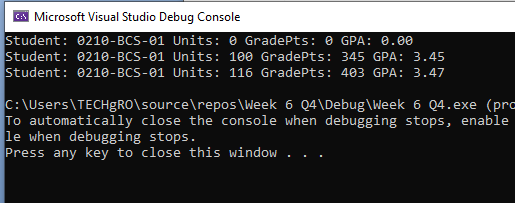 Microsoft Visual Studio Debug Console
Student: 0210-BCS-01 Units: 0 GradePts: 0 GPA: 0.00
Student: 0210-BCS-01 Units: 100 GradePts: 345 GPA: 3.45
Student: 0210-BCS-01 Units: 116 GradePts: 403 GPA: 3.47
C:\Users\TECHgRO\source\repos\Week 6 Q4\Debug\Week 6 Q4.exe (pro
To automatically close the console when debugging stops, enable
le when debugging stops.
Press any key to close this window . . .